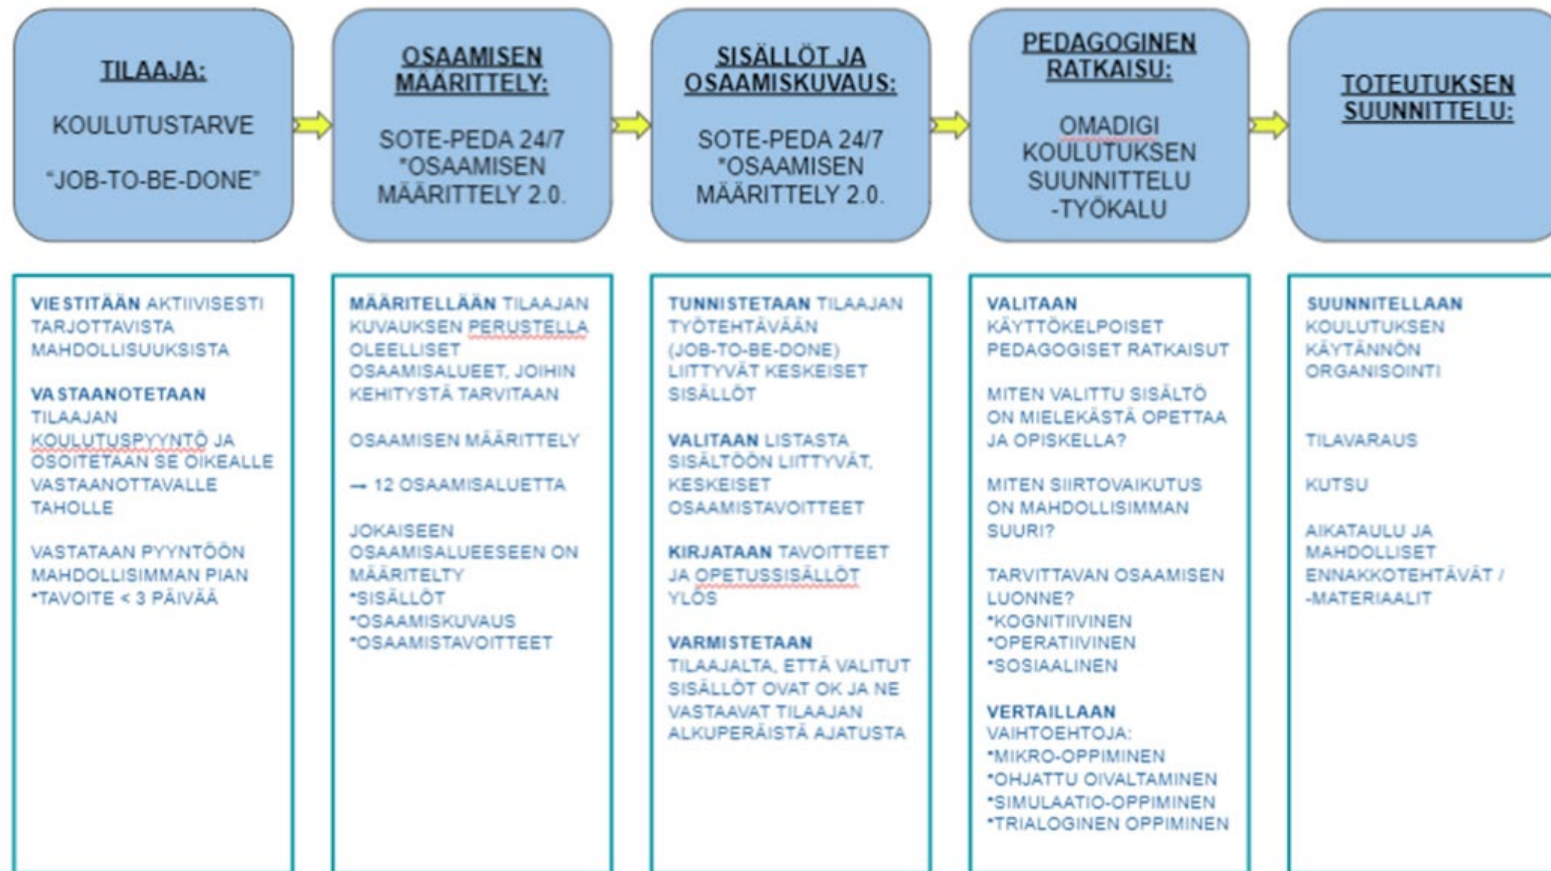 TILAAJA:
KOULUTUSTARVE
“JOB-TO-BE-DONE”
OSAAMISEN
MÄÄRITTELY:
SOTE-PEDA 24/7
*OSAAMISEN
MÄÄRITTELY 2.0.
SISÄLLÖT JA
OSAAMISKUVAUS:
SOTE-PEDA 24/7
*OSAAMISEN
MÄÄRITTELY 2.0.
PEDAGOGINEN
RATKAISU:
OMADIGI
KOULUTUKSEN
SUUNNITTELU
-TYÖKALU
TOTEUTUKSEN
SUUNNITTELU:
VIESTITÄÄN AKTIIVISESTI
TARJOTTAVISTA
MAHDOLLISUUKSISTA
VASTAANOTETAAN
TILAAJAN
KOULUTUSPYYNTÖ JA
OSOITETAAN SE OIKEALLE
VASTAANOTTAVALLE
TAHOLLE
VASTATAAN PYYNTÖÖN
MAHDOLLISIMMAN PIAN
*TAVOITE < 3 PÄIVÄÄ
MÄÄRITELLÄÄN TILAAJAN
KUVAUKSEN PERUSTELLA
OLEELLISET
OSAAMISALUEET, JOIHIN
KEHITYSTÄ TARVITAAN
OSAAMISEN MÄÄRITTELY
→ 12 OSAAMISALUETTA
JOKAISEEN
OSAAMISALUEESEEN ON
MÄÄRITELTY
*SISÄLLÖT
*OSAAMISKUVAUS
*OSAAMISTAVOITTEET
TUNNISTETAAN TILAAJAN
TYÖTEHTÄVÄÄN
(JOB-TO-BE-DONE)
LIITTYVÄT KESKEISET
SISÄLLÖT
VALITAAN LISTASTA
SISÄLTÖÖN LIITTYVÄT,
KESKEISET
OSAAMISTAVOITTEET
KIRJATAAN TAVOITTEET
JA OPETUSSISÄLLÖT
YLÖS
VARMISTETAAN
TILAAJALTA, ETTÄ VALITUT
SISÄLLÖT OVAT OK JA NE
VASTAAVAT TILAAJAN
ALKUPERÄISTÄ AJATUSTA
VALITAAN
KÄYTTÖKELPOISET
PEDAGOGISET RATKAISUT
MITEN VALITTU SISÄLTÖ
ON MIELEKÄSTÄ OPETTAA
JA OPISKELLA?
MITEN SIIRTOVAIKUTUS
ON MAHDOLLISIMMAN
SUURI?
TARVITTAVAN OSAAMISEN
LUONNE?
*KOGNITIIVINEN
*OPERATIIVINEN
*SOSIAALINEN
VERTAILLAAN
VAIHTOEHTOJA:
*MIKRO-OPPIMINEN
*OHJATTU OIVALTAMINEN
*SIMULAATIO-OPPIMINEN
*TRIALOGINEN OPPIMINEN
SUUNNITELLAAN
KOULUTUKSEN
KÄYTÄNNÖN
ORGANISOINTI
TILAVARAUS
KUTSU
AIKATAULU JA
MAHDOLLISET
ENNAKKOTEHTÄVÄT /
-MATERIAALIT